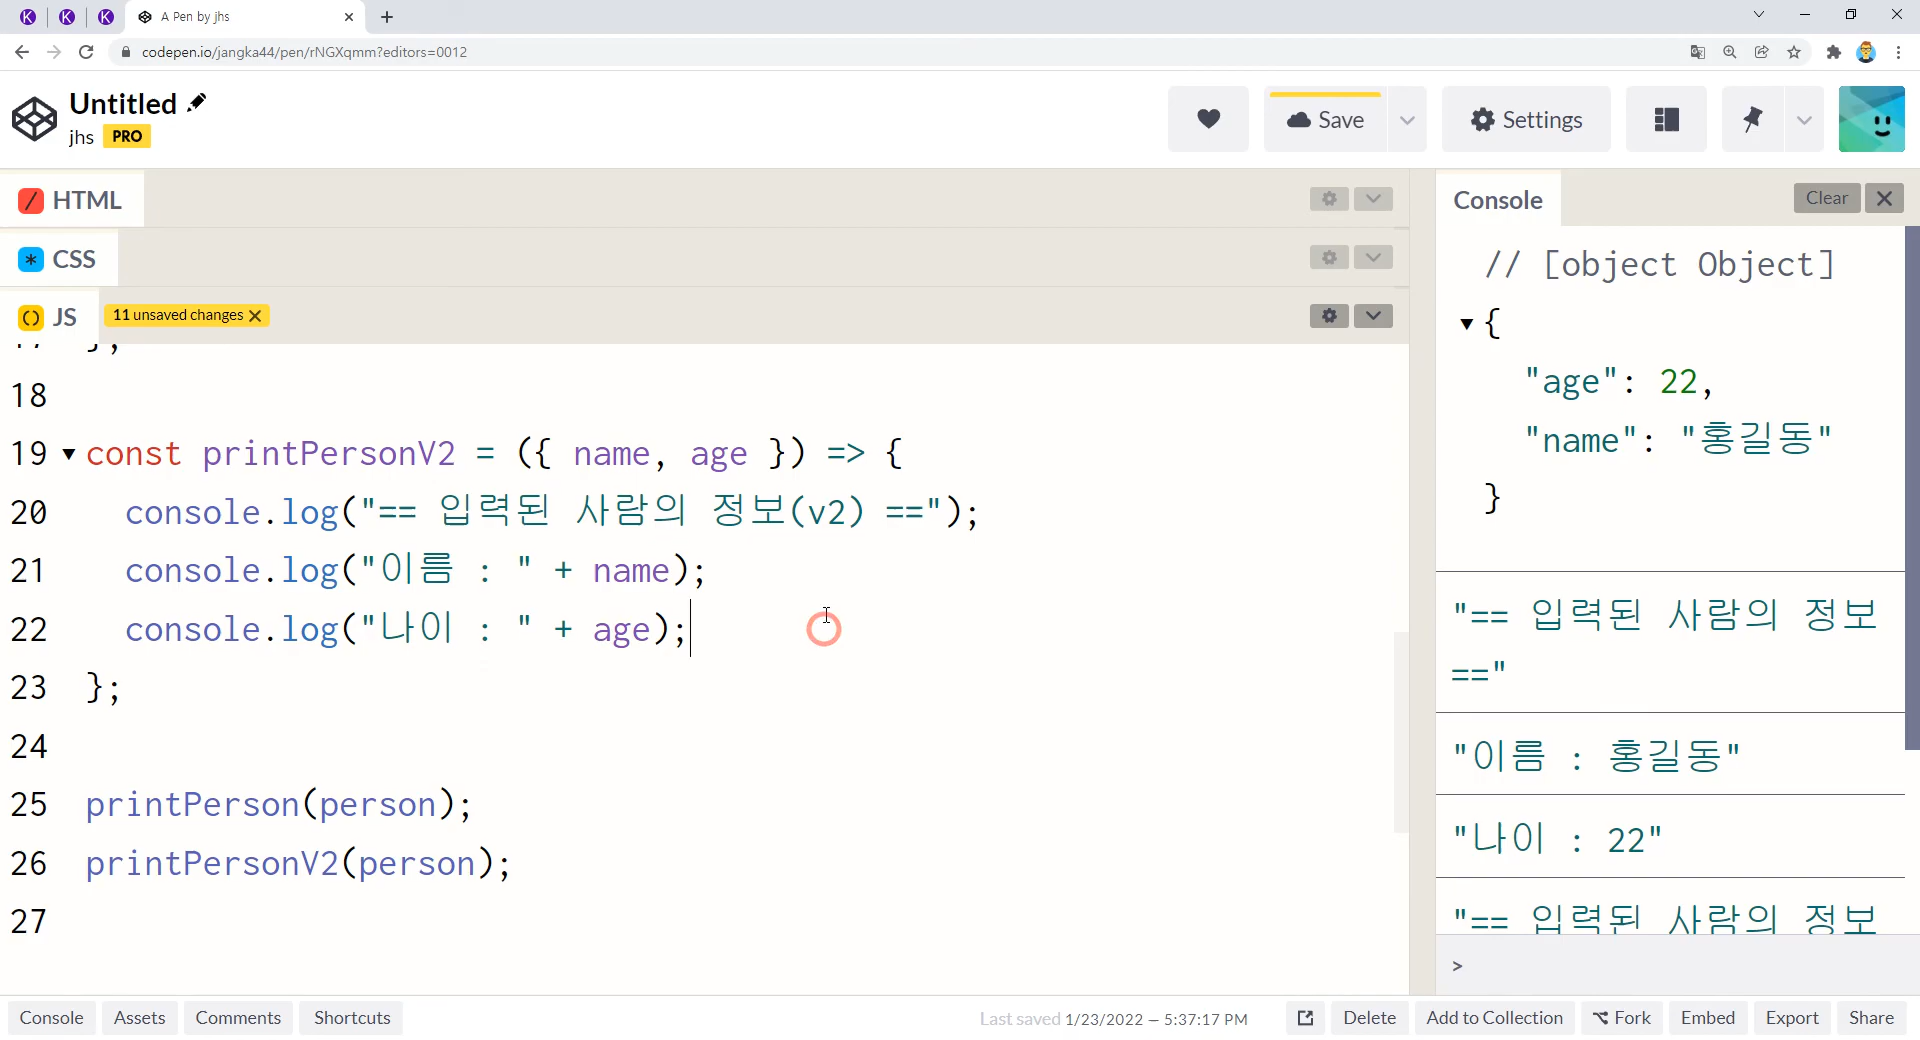 A Pen by jhs
codepen.io/jangka44/pen/rNGXqmm?editors=0012
Untitled
jhs PRO
Save
Settings
HTML
CSS
JS
11 unsaved changes
18
19 const printPersonV2 = ({ name, age }) => {
20 console.log("== 입력된 사람의 정보(v2) ==");
21 console.log("이름 : " + name);
22 console.log("나이 : " + age);
23 };
24
25 printPerson(person);
26 printPersonV2(person);
27
Console
Clear
// [object Object]
{
"age": 22,
"name": "홍길동"
}
"== 입력된 사람의 정보
=="
"이름 : 홍길동"
"나이 : 22"
"== 입력된 사람의 정보
>
Console Assets Comments Shortcuts
Last saved 1/23/2022 — 5:37:17 PM
Delete Add to Collection Fork Embed Export Share